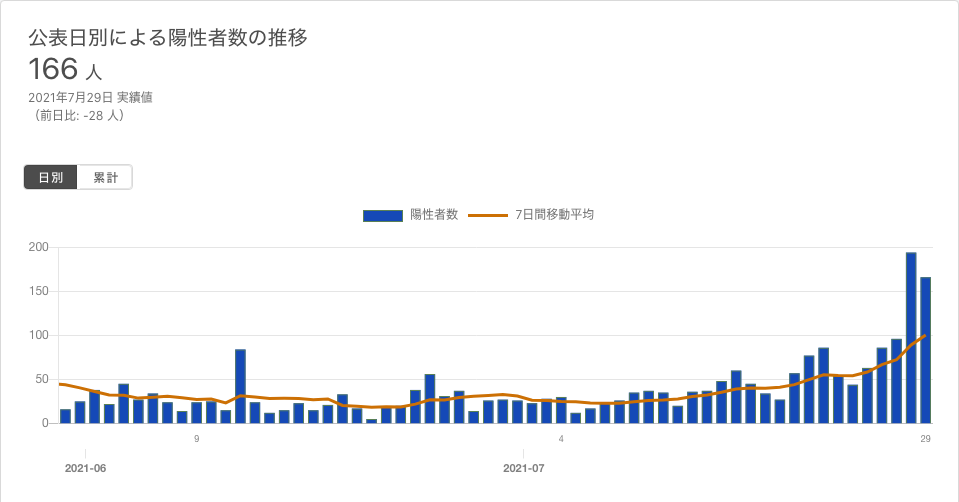 公表日別による陽性者数の推移
166 人
2021年7月29日 実績値
（前日比: -28 人）
日別 累計
陽性者数 7日間移動平均
200
150
100
50
0
9 4 29
2021-06 2021-07